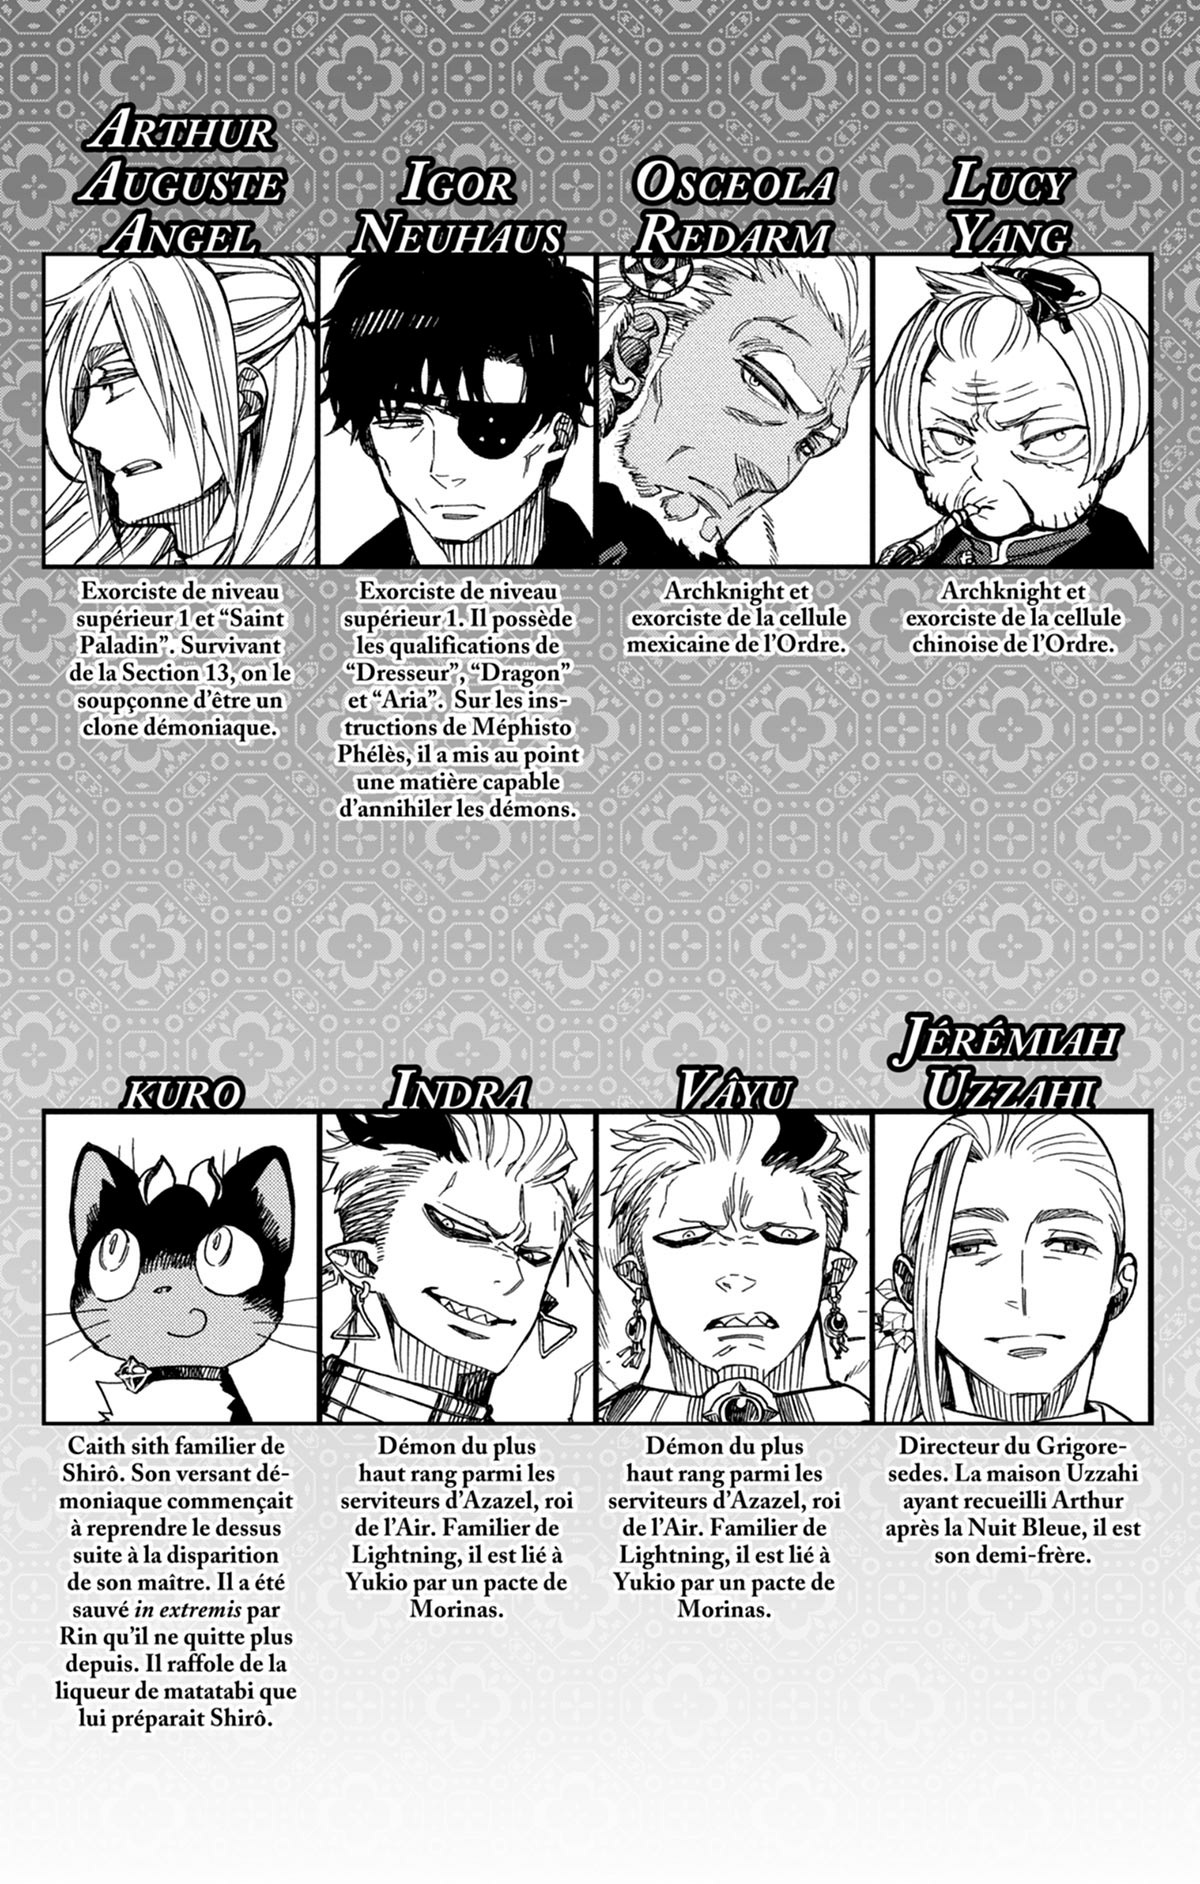 ARTHUR
AUGUSTE
ANGEL
Exorciste de niveau
supérieur 1 et “Saint
Paladin”. Survivant
de la Section 13, on le
soupçonne d’être un
clone démoniaque.
IGOR
NEUHAUS
Exorciste de niveau
supérieur 1. Il possède
les qualifications de
“Dresseur”, “Dragon”
et “Aria”. Sur les ins-
tructions de Méphisto
Phélès, il a mis au point
une matière capable
d’annihiler les démons.
OSCEOLA
REDARM
Archknight et
exorciste de la cellule
mexicaine de l’Ordre.
LUCY
YANG
Archknight et
exorciste de la cellule
chinoise de l’Ordre.
KURO
Caith sith familier de
Shirô. Son versant dé-
moniaque commençait
à reprendre le dessus
suite à la disparition
de son maître. Il a été
sauvé in extremis par
Rin qu’il ne quitte plus
depuis. Il raffole de la
liqueur de matatabi que
lui préparait Shirô.
INDRA
Démon du plus
haut rang parmi les
serviteurs d’Azazel, roi
de l’Air. Familier de
Lightning, il est lié à
Yukio par un pacte de
Morinas.
VÂYU
Démon du plus
haut rang parmi les
serviteurs d’Azazel, roi
de l’Air. Familier de
Lightning, il est lié à
Yukio par un pacte de
Morinas.
JÉRÉMIAH
UZZAHI
Directeur du Grigore-
sedes. La maison Uzzahi
ayant recueilli Arthur
après la Nuit Bleue, il est
son demi-frère.